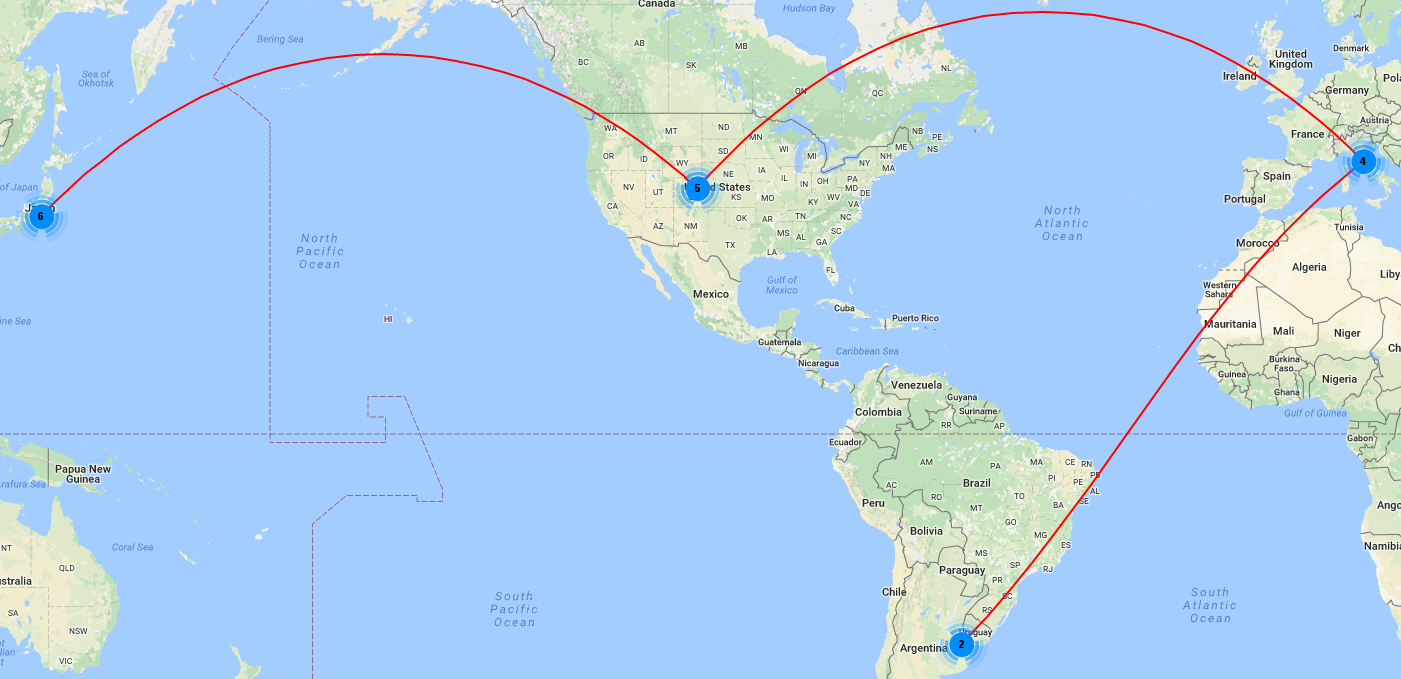 Canada
Hudson Bay
Bering Sea
Sea of
Okhotsk
AB
MB
BC
SK
NL
ON
QC
United
Kingdom
Denmark
Ireland
Pola
Germany
Austria
France
WA
MT
ND
MN
NB
PE
NS
OR
ID
WY
SD
WI
MI
ME
NH
NY
MA
4
Spain
Portugal
of Japan
6
NV
UT
5
d States
NE
IA
IL
IN
OH
PA
MD
DE
CA
KS
MO
KY
WV
VA
AZ
NM
OK
AR
TN
NC
TX
LA
MS
AL
GA
SC
FL
North
Pacific
Ocean
North
Atlantic
Ocean
Tunisia
Morocco
Algeria
Liby
Western
Sahara
Gulf of
Mexico
Mexico
Cuba
Puerto Rico
HI
ine Sea
Mauritania
Mali
Niger
Ch
Guatemala
Caribbean Sea
Nicaragua
Burkina
Faso
Guinea
Ghana
Nigeria
Gulf of Guinea
Venezuela
Guyana
Suriname
Colombia
RR
AP
Ecuador
Gabon
Papua New
Guinea
Arafura Sea
AM
PA
MA
CE
RN
PB
PI
PE
AL
SE
AC
RO
Brazil
TO
BA
MT
Peru
GO
Bolivia
MG
ES
MS
SP
RJ
Paraguay
PR
SC
RS
Chile
Ango
Namibia
Coral Sea
NT
QLD
stralia
SA
NSW
VIC
South
Pacific
Ocean
South
Atlantic
Ocean
2
Uruguay
Argentina